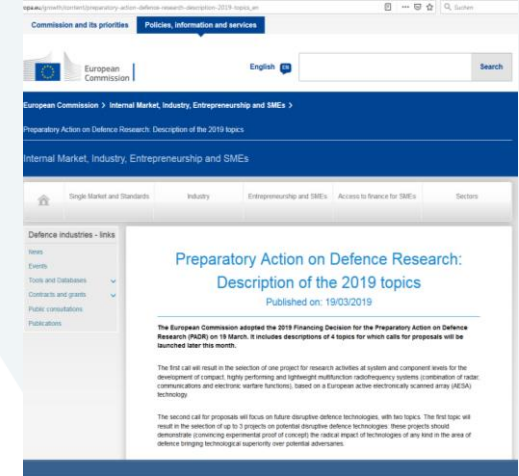 opa.eu/growth/content/preparatory-action-defence-research-description-2019-topics_en
Suchen
Commission and its priorities
Policies, information and services
European
Commission
English EN
Search
European Commission > Internal Market, Industry, Entrepreneurship and SMEs >
Preparatory Action on Defence Research: Description of the 2019 topics
Internal Market, Industry, Entrepreneurship and SMEs
Single Market and Standards
Industry
Entrepreneurship and SMEs
Access to finance for SMEs
Sectors
Defence industries - links
News
Events
Tools and Databases
Contracts and grants
Public consultations
Publications
Preparatory Action on Defence Research:
Description of the 2019 topics
Published on: 19/03/2019
The European Commission adopted the 2019 Financing Decision for the Preparatory Action on Defence
Research (PADR) on 19 March. It includes descriptions of 4 topics for which calls for proposals will be
launched later this month.
The first call will result in the selection of one project for research activities at system and component levels for the
development of compact, highly performing and lightweight multifunction radiofrequency systems (combination of radar,
communications and electronic warfare functions), based on a European active electronically scanned array (AESA)
technology
The second call for proposals will focus on future disruptive defence technologies, with two topics. The first topic will
result in the selection of up to 3 projects on potential disruptive defence technologies: these projects should
demonstrate (convincing experimental proof of concept) the radical impact of technologies of any kind in the area of
defence bringing technological superiority over potential adversaries.